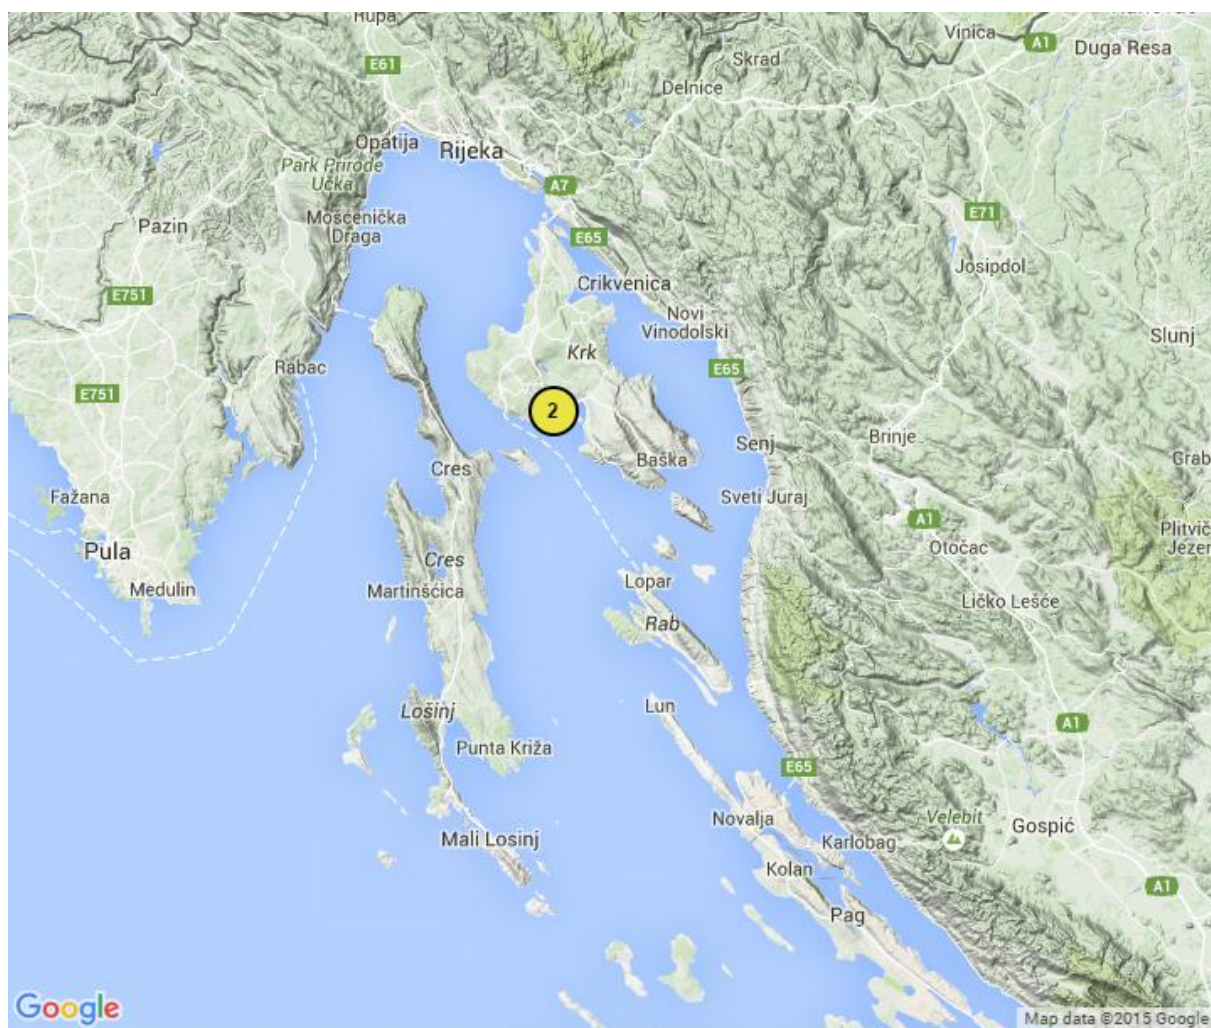 Rupa
Vinica
A1
Duga Resa
E61
Skrad
Delnice
Opatija
Rijeka
Park Prirode
Učka
A7
Mošćenička
Draga
Pazin
E71
E65
Josipdol
Crikvenica
E751
Novi
Vinodolski
Slunj
Krk
Rabac
E65
E751
2
Senj
Brinje
Baška
Cres
Grab
Fažana
Sveti Juraj
A1
Plitvič
Jezer
Pula
Otočac
Cres
Medulin
Martinšćica
Lopar
Ličko Lešće
Rab
Lošinj
Lun
A1
Punta Križa
E65
Novalja
Velebit
Gospić
Mali Losinj
Karlobag
Kolan
A1
Pag
Google
Map data ©2015 Google